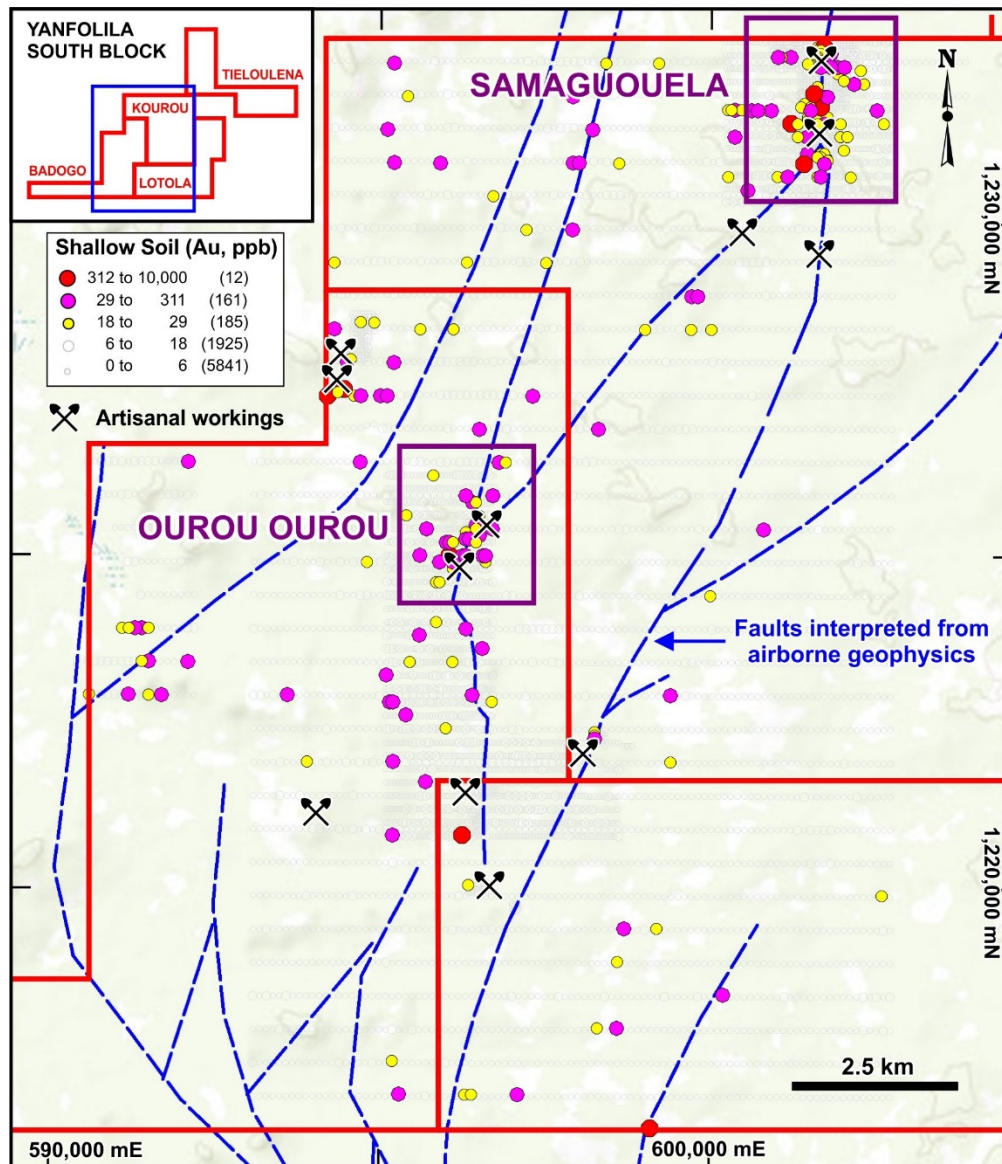 YANFOLILA
SOUTH BLOCK
TIELOULENA
KOUROU
BADOGO
LOTOLA
SAMAGUOUELA
N
1,230,000 mN
Shallow Soil (Au, ppb)
312 to 10,000 (12)
29 to 311 (161)
18 to 29 (185)
6 to 18 (1925)
0 to 6 (5841)
Artisanal workings
OUROU OUROU
Faults interpreted from
airborne geophysics
1,220,000 mN
2.5 km
590,000 mE
600,000 mE